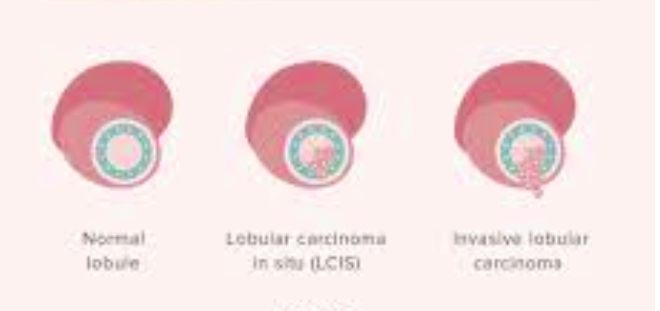 Normal
lobule
Lobular carcinoma
in situ (LCIS)
Invasive lobular
carcinoma